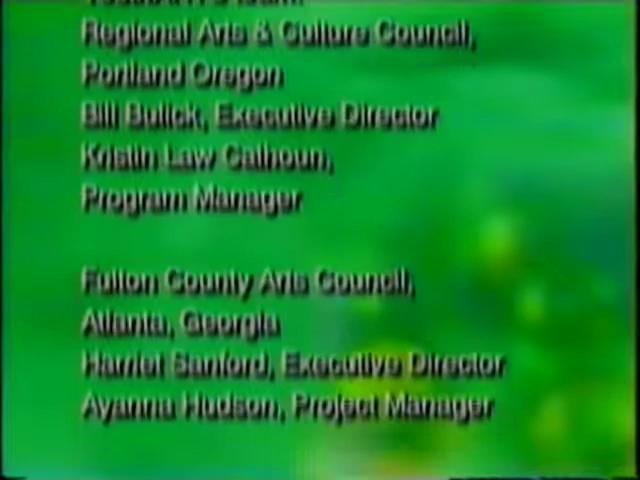 Regional Arts & Culture Council,
Portland Oregon
Bill Bulick, Executive Director
Kristin Law Calhoun,
Program Manager
Fulton County Arts Council,
Atlanta, Georgia
Harriet Sanford, Executive Director
Ayanna Hudson, Project Manager